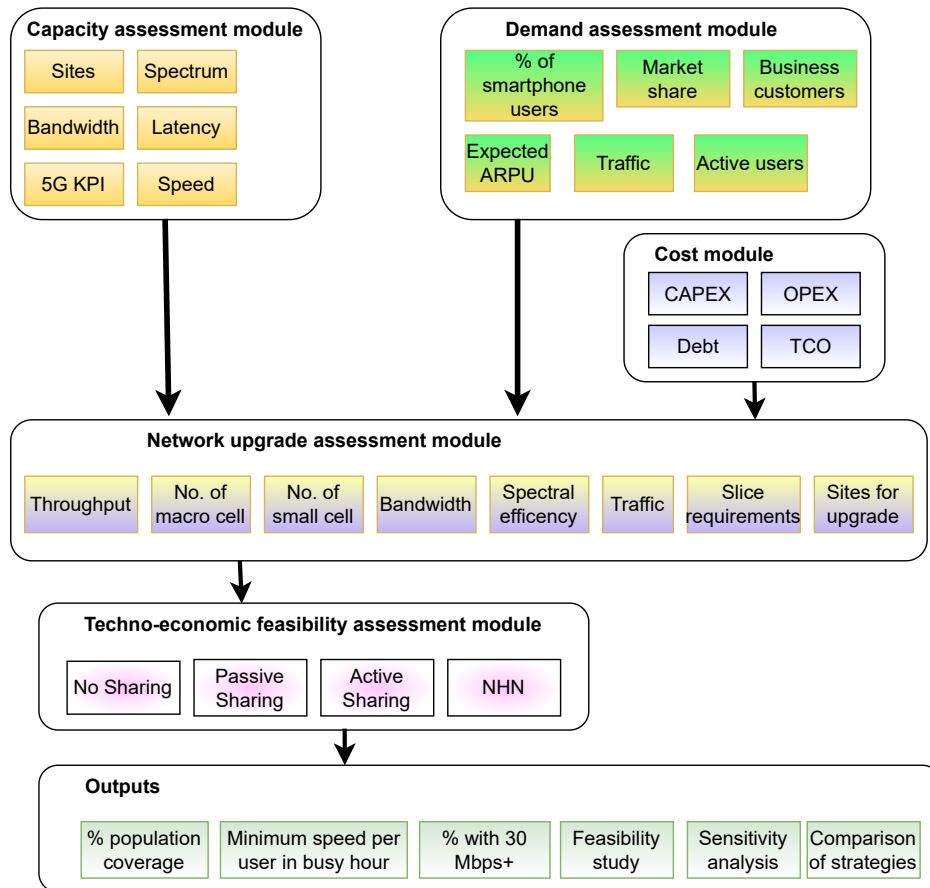 Capacity assessment module
Sites
Spectrum
Bandwidth
Latency
5G KPI
Speed
Demand assessment module
% of
smartphone
users
Market
share
Business
customers
Expected
ARPU
Traffic
Active users
Cost module
CAPEX
OPEX
Debt
TCO
Network upgrade assessment module
Throughput
No. of
macro cell
No. of
small cell
Bandwidth
Spectral
efficency
Traffic
Slice
requirements
Sites for
upgrade
Techno-economic feasibility assessment module
No Sharing
Passive
Sharing
Active
Sharing
NHN
Outputs
% population
coverage
Minimum speed per
user in busy hour
% with 30
Mbps+
Feasibility
study
Sensitivity
analysis
Comparison
of strategies